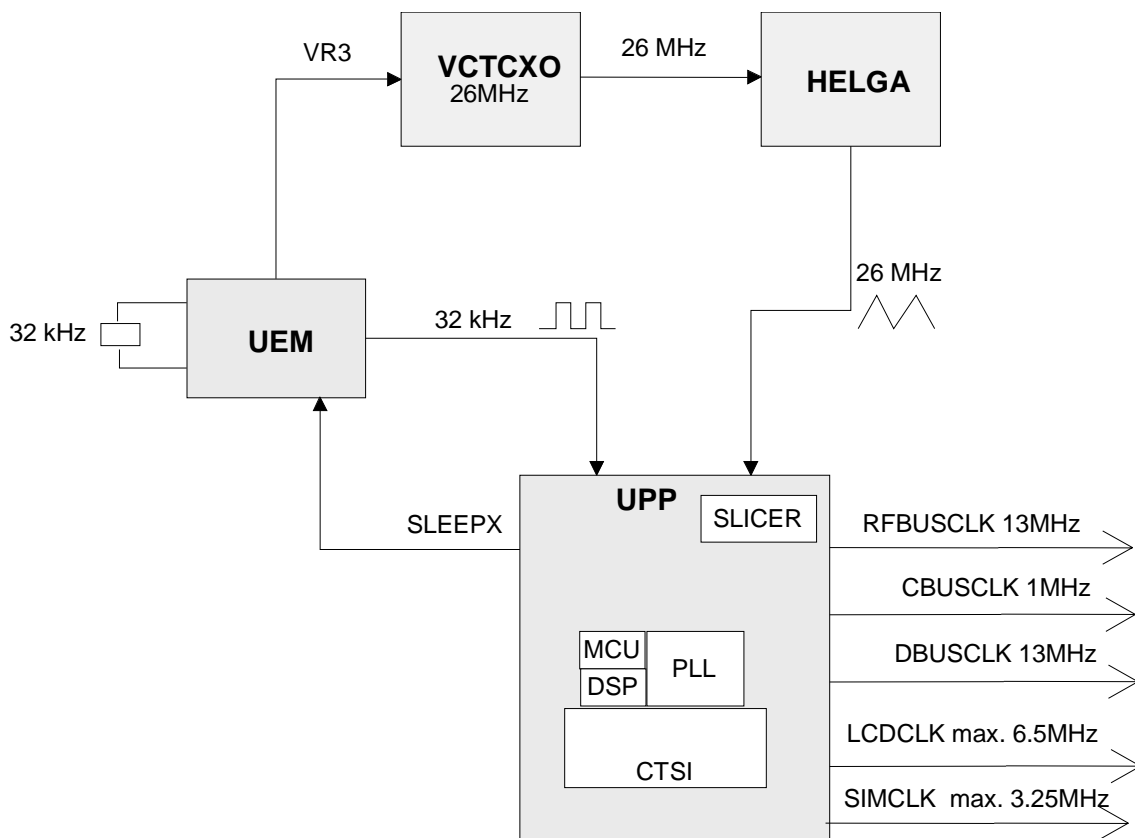 VR3
VCTCXO
26MHz
26 MHz
HELGA
26 MHz
32 kHz
UEM
32 kHz
UPP
SLICER
SLEEPX
RFBUSCLK 13MHz
CBUSCLK 1MHz
MCU
DSP
PLL
DBUSCLK 13MHz
CTSI
LCDCLK max. 6.5MHz
SIMCLK max. 3.25MHz